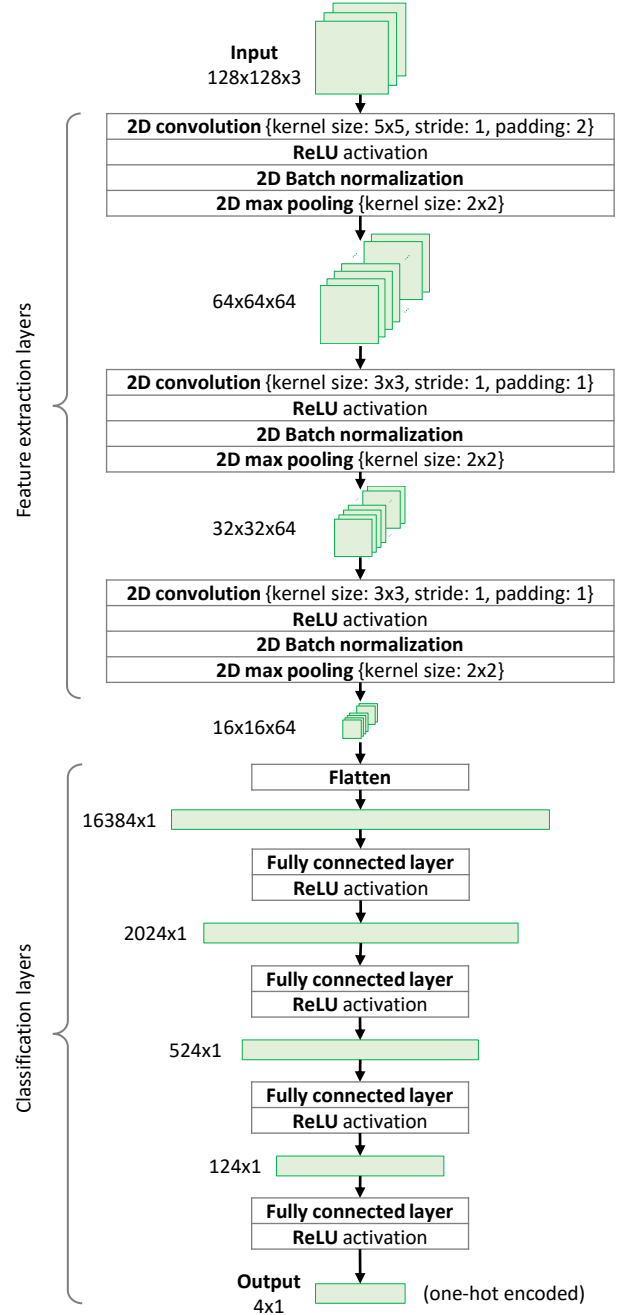 Input
128x128x3
2D convolution {kernel size: 5x5, stride: 1, padding: 2}
ReLU activation
2D Batch normalization
2D max pooling {kernel size: 2x2}
64x64x64
2D convolution {kernel size: 3x3, stride: 1, padding: 1}
ReLU activation
2D Batch normalization
2D max pooling {kernel size: 2x2}
32x32x64
2D convolution {kernel size: 3x3, stride: 1, padding: 1}
ReLU activation
2D Batch normalization
2D max pooling {kernel size: 2x2}
Feature extraction layers
16x16x64
Flatten
16384x1
Fully connected layer
ReLU activation
2024x1
Fully connected layer
ReLU activation
524x1
Fully connected layer
ReLU activation
124x1
Fully connected layer
ReLU activation
Classification layers
Output
4x1
(one-hot encoded)